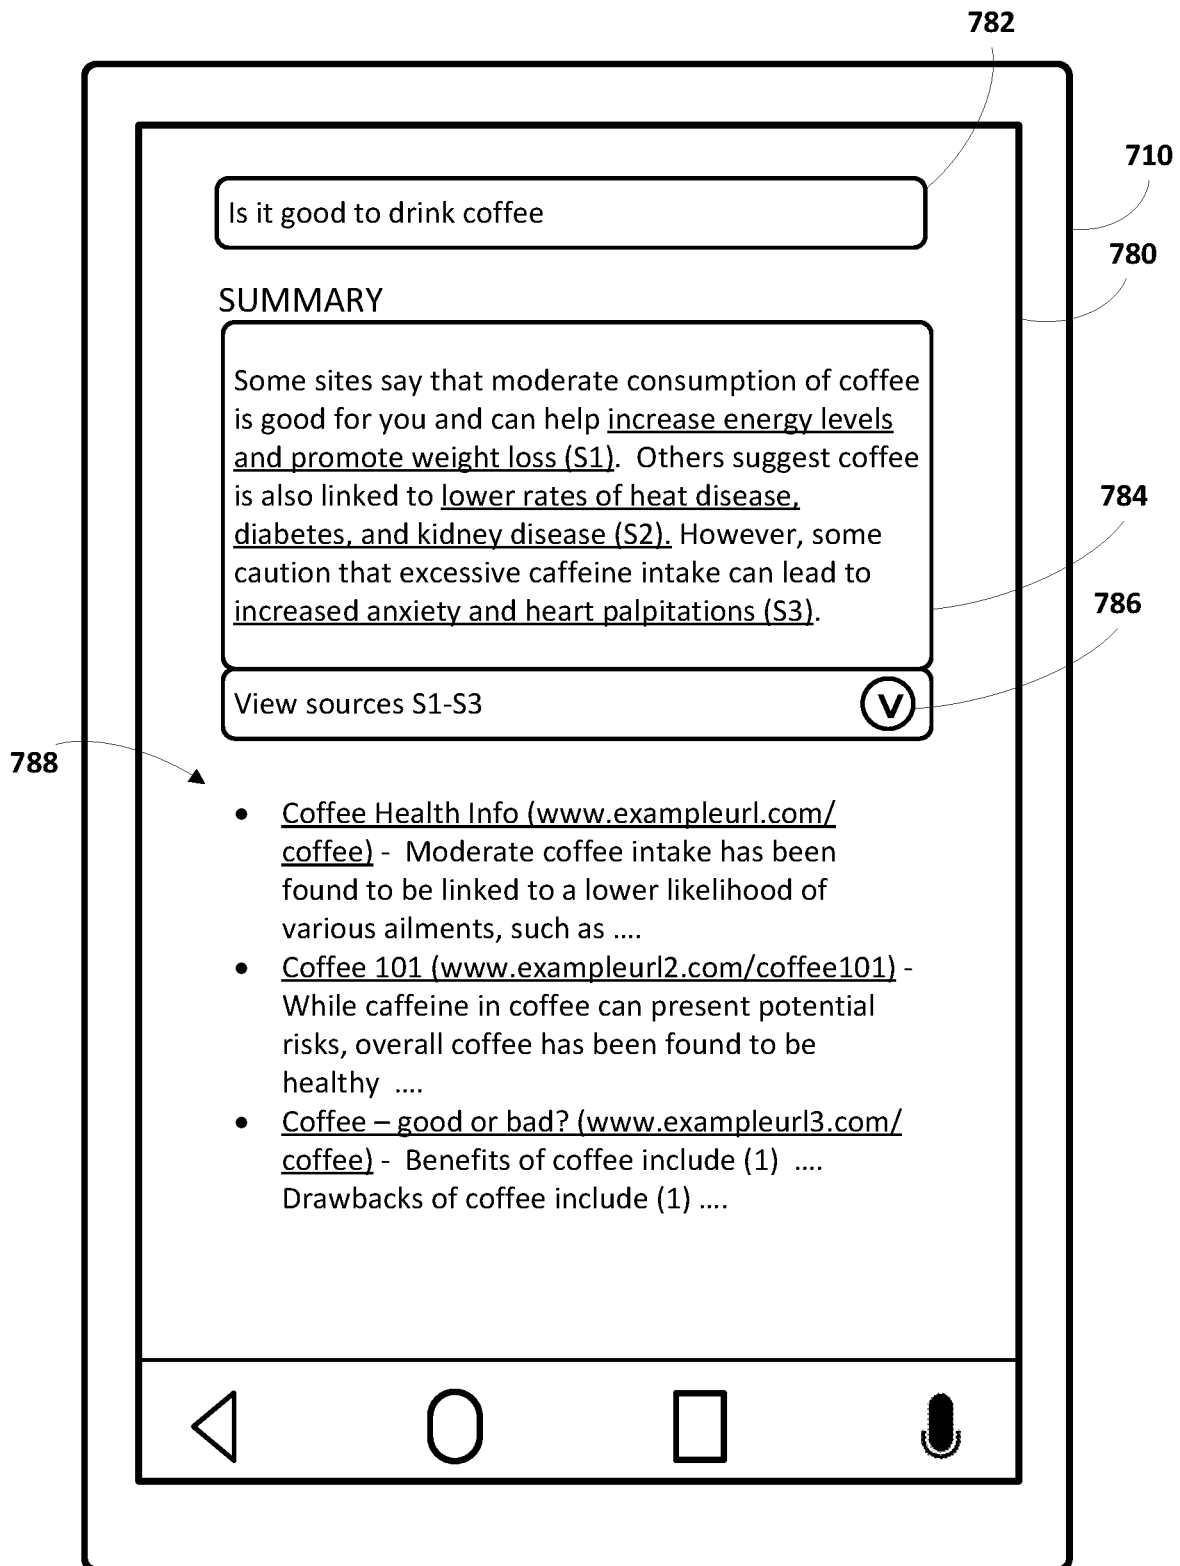 782
710
780
Is it good to drink coffee
SUMMARY
Some sites say that moderate consumption of coffee
is good for you and can help increase energy levels
and promote weight loss (S1).  Others suggest coffee
is also linked to lower rates of heat disease,
diabetes, and kidney disease (S2). However, some
caution that excessive caffeine intake can lead to
increased anxiety and heart palpitations (S3).
784
786
View sources S1-S3
V
788
• Coffee Health Info (www.exampleurl.com/
coffee) -  Moderate coffee intake has been
found to be linked to a lower likelihood of
various ailments, such as ....
• Coffee 101 (www.exampleurl2.com/coffee101) -
While caffeine in coffee can present potential
risks, overall coffee has been found to be
healthy  ....
• Coffee – good or bad? (www.exampleurl3.com/
coffee) -  Benefits of coffee include (1)  ....
Drawbacks of coffee include (1) ....